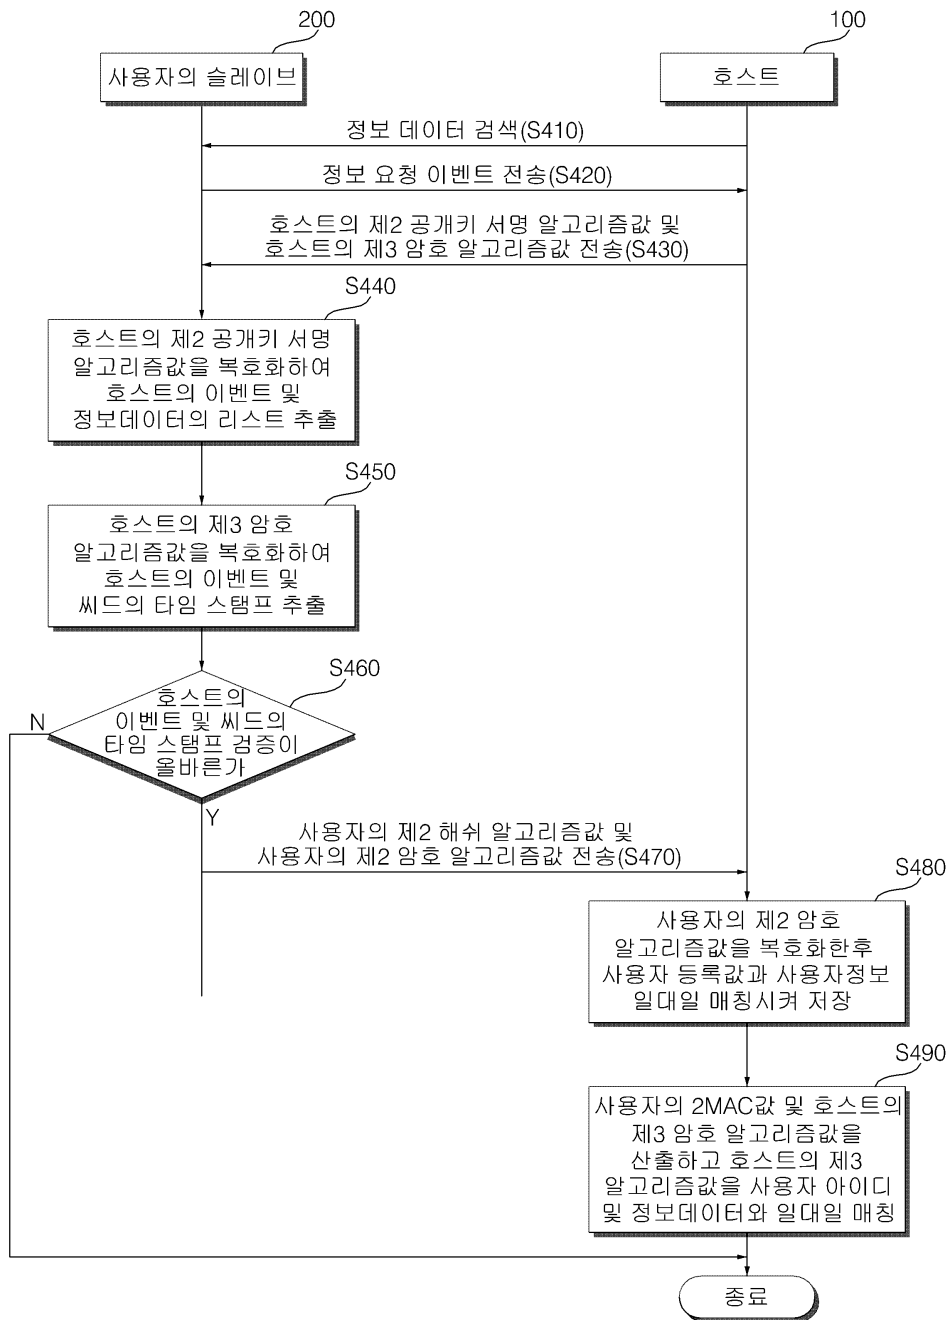 200
100
사용자의 슬레이브
호스트
정보 데이터 검색(S410)
정보 요청 이벤트 전송(S420)
호스트의 제2 공개키 서명 알고리즘값 및
호스트의 제3 암호 알고리즘값 전송(S430)
S440
호스트의 제2 공개키 서명
알고리즘값을 복호화하여
호스트의 이벤트 및
정보데이터의 리스트 추출
S450
호스트의 제3 암호
알고리즘값을 복호화하여
호스트의 이벤트 및
씨드의 타임 스탬프 추출
S460
호스트의
이벤트 및 씨드의
타임 스탬프 검증이
올바른가
N
Y
사용자의 제2 해쉬 알고리즘값 및
사용자의 제2 암호 알고리즘값 전송(S470)
S480
사용자의 제2 암호
알고리즘값을 복호화한후
사용자 등록값과 사용자정보
일대일 매칭시켜 저장
S490
사용자의 2MAC값 및 호스트의
제3 암호 알고리즘값을
산출하고 호스트의 제3
알고리즘값을 사용자 아이디
및 정보데이터와 일대일 매칭
종료